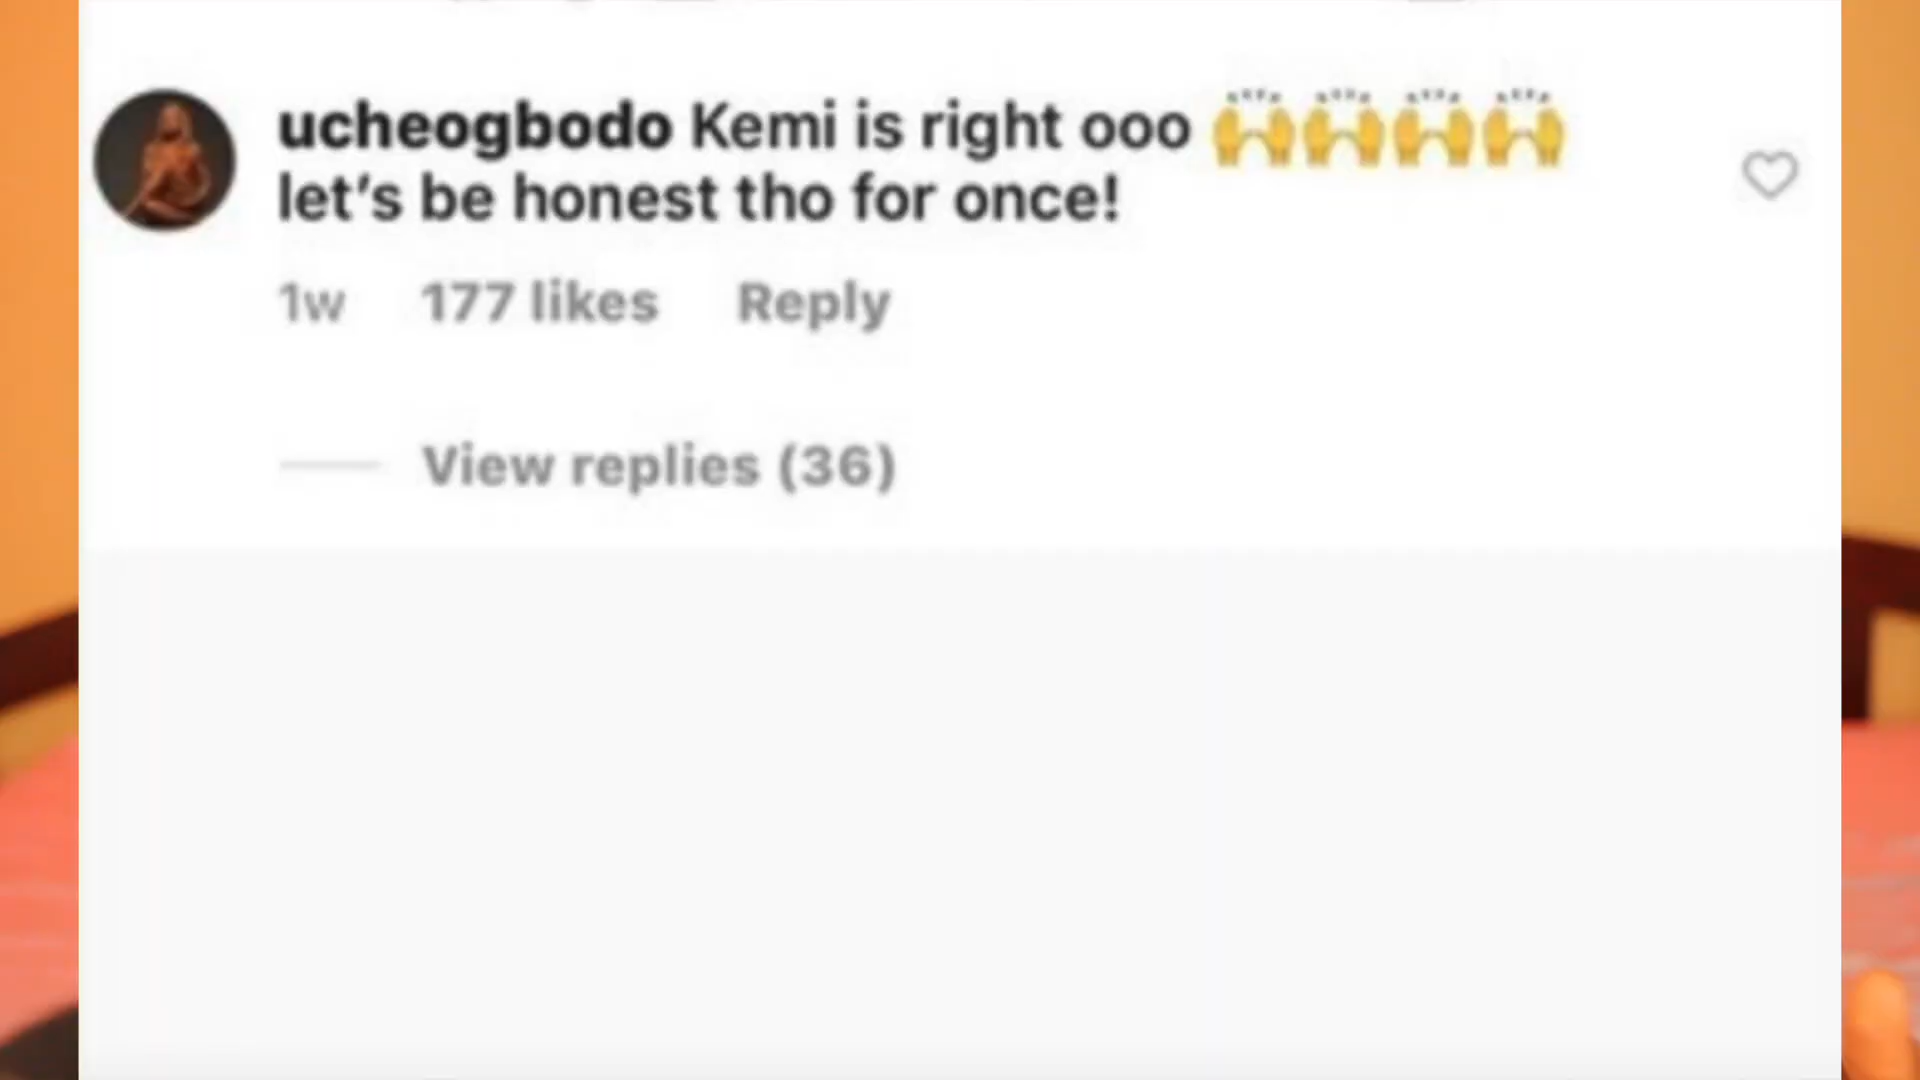 ucheogbodo Kemi is right ooo 🙌🙌🙌🙌
let's be honest tho for once!
1w 177 likes Reply
View replies (36)